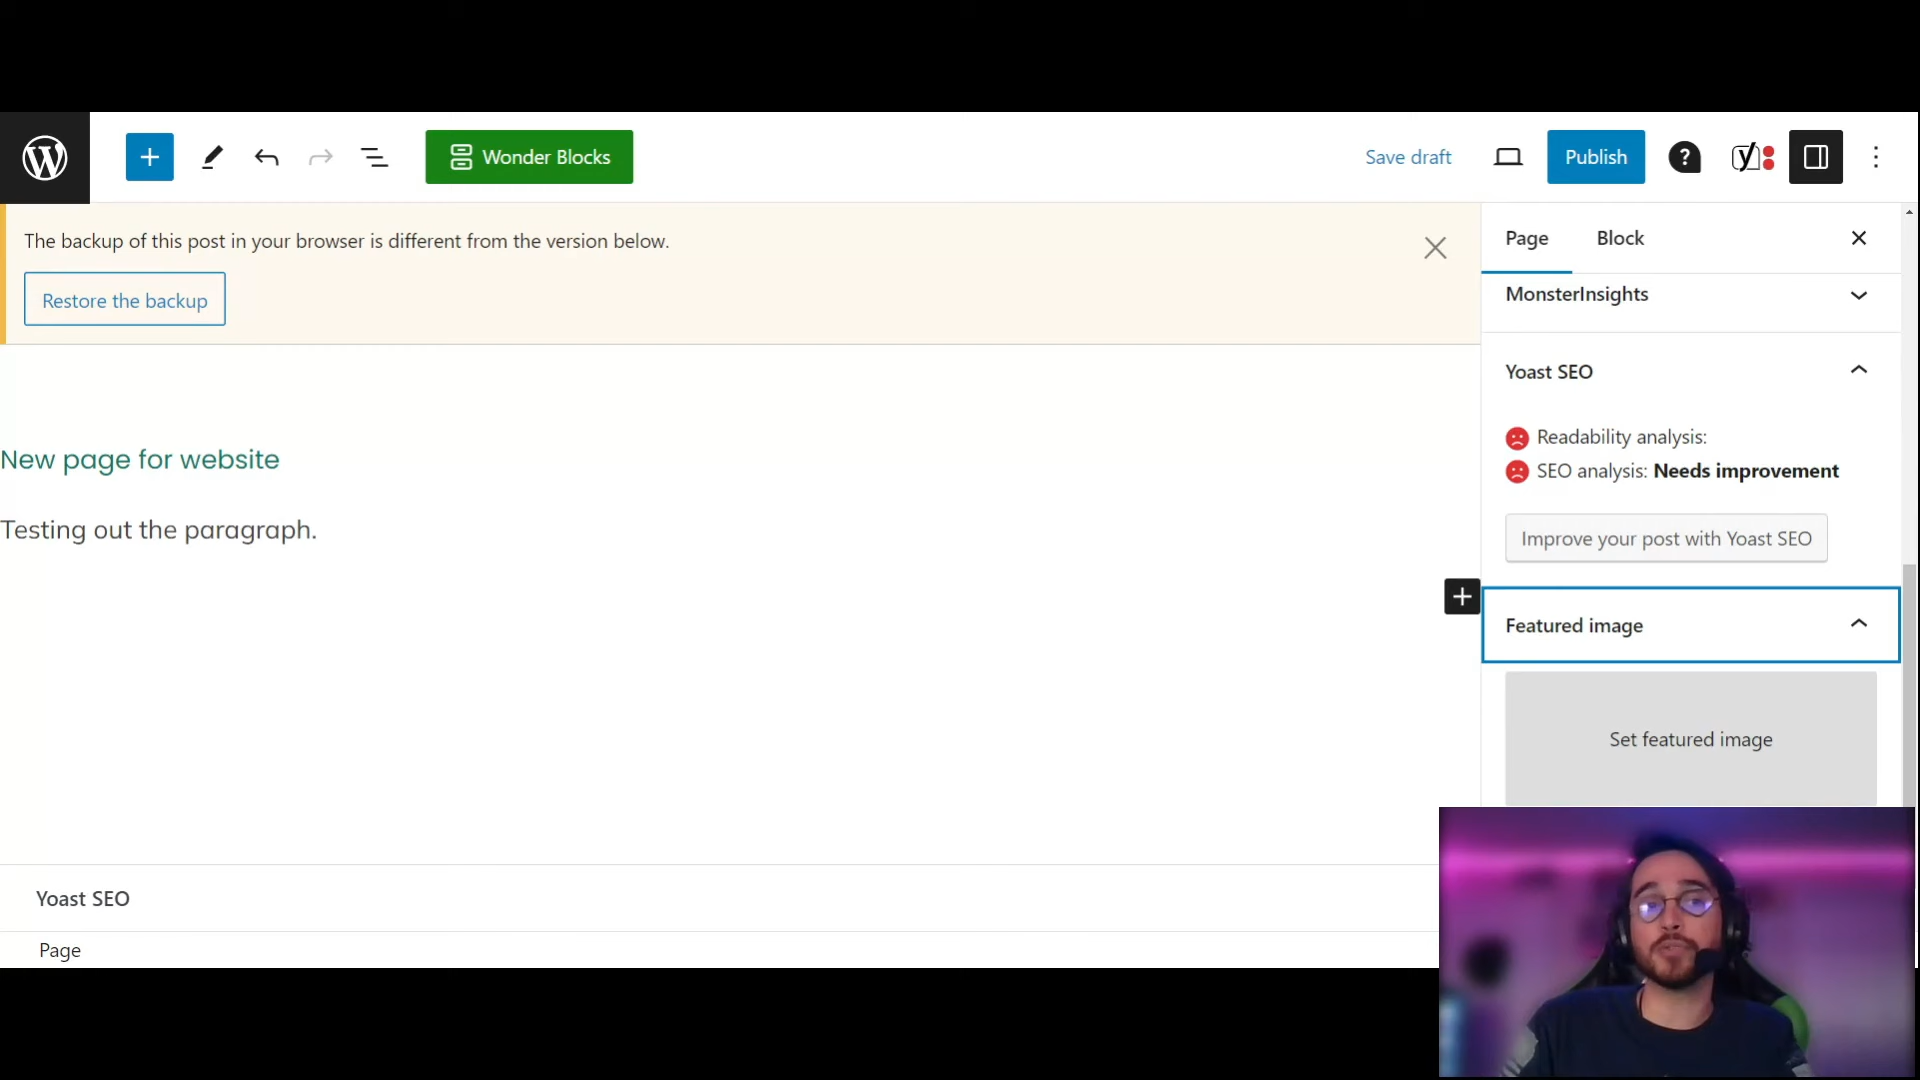 Wonder Blocks
Save draft
Publish
The backup of this post in your browser is different from the version below.
Restore the backup
New page for website
Testing out the paragraph.
Yoast SEO
Page
Page Block
MonsterInsights
Yoast SEO
Readability analysis:
SEO analysis: Needs improvement
Improve your post with Yoast SEO
Featured image
Set featured image